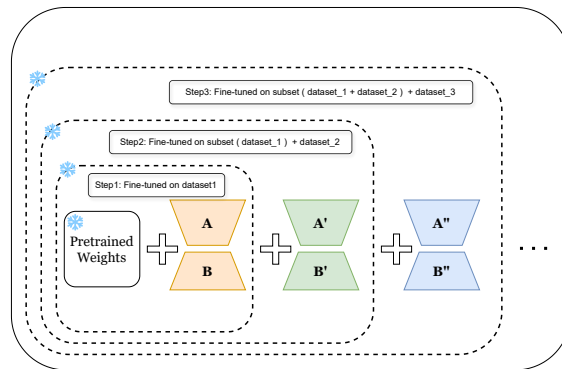 Step3: Fine-tuned on subset ( dataset_1 + dataset_2 ) + dataset_3
Step2: Fine-tuned on subset ( dataset_1 ) + dataset_2
Step1: Fine-tuned on dataset1
Pretrained
Weights
A
B
A'
B'
A"
B"
...